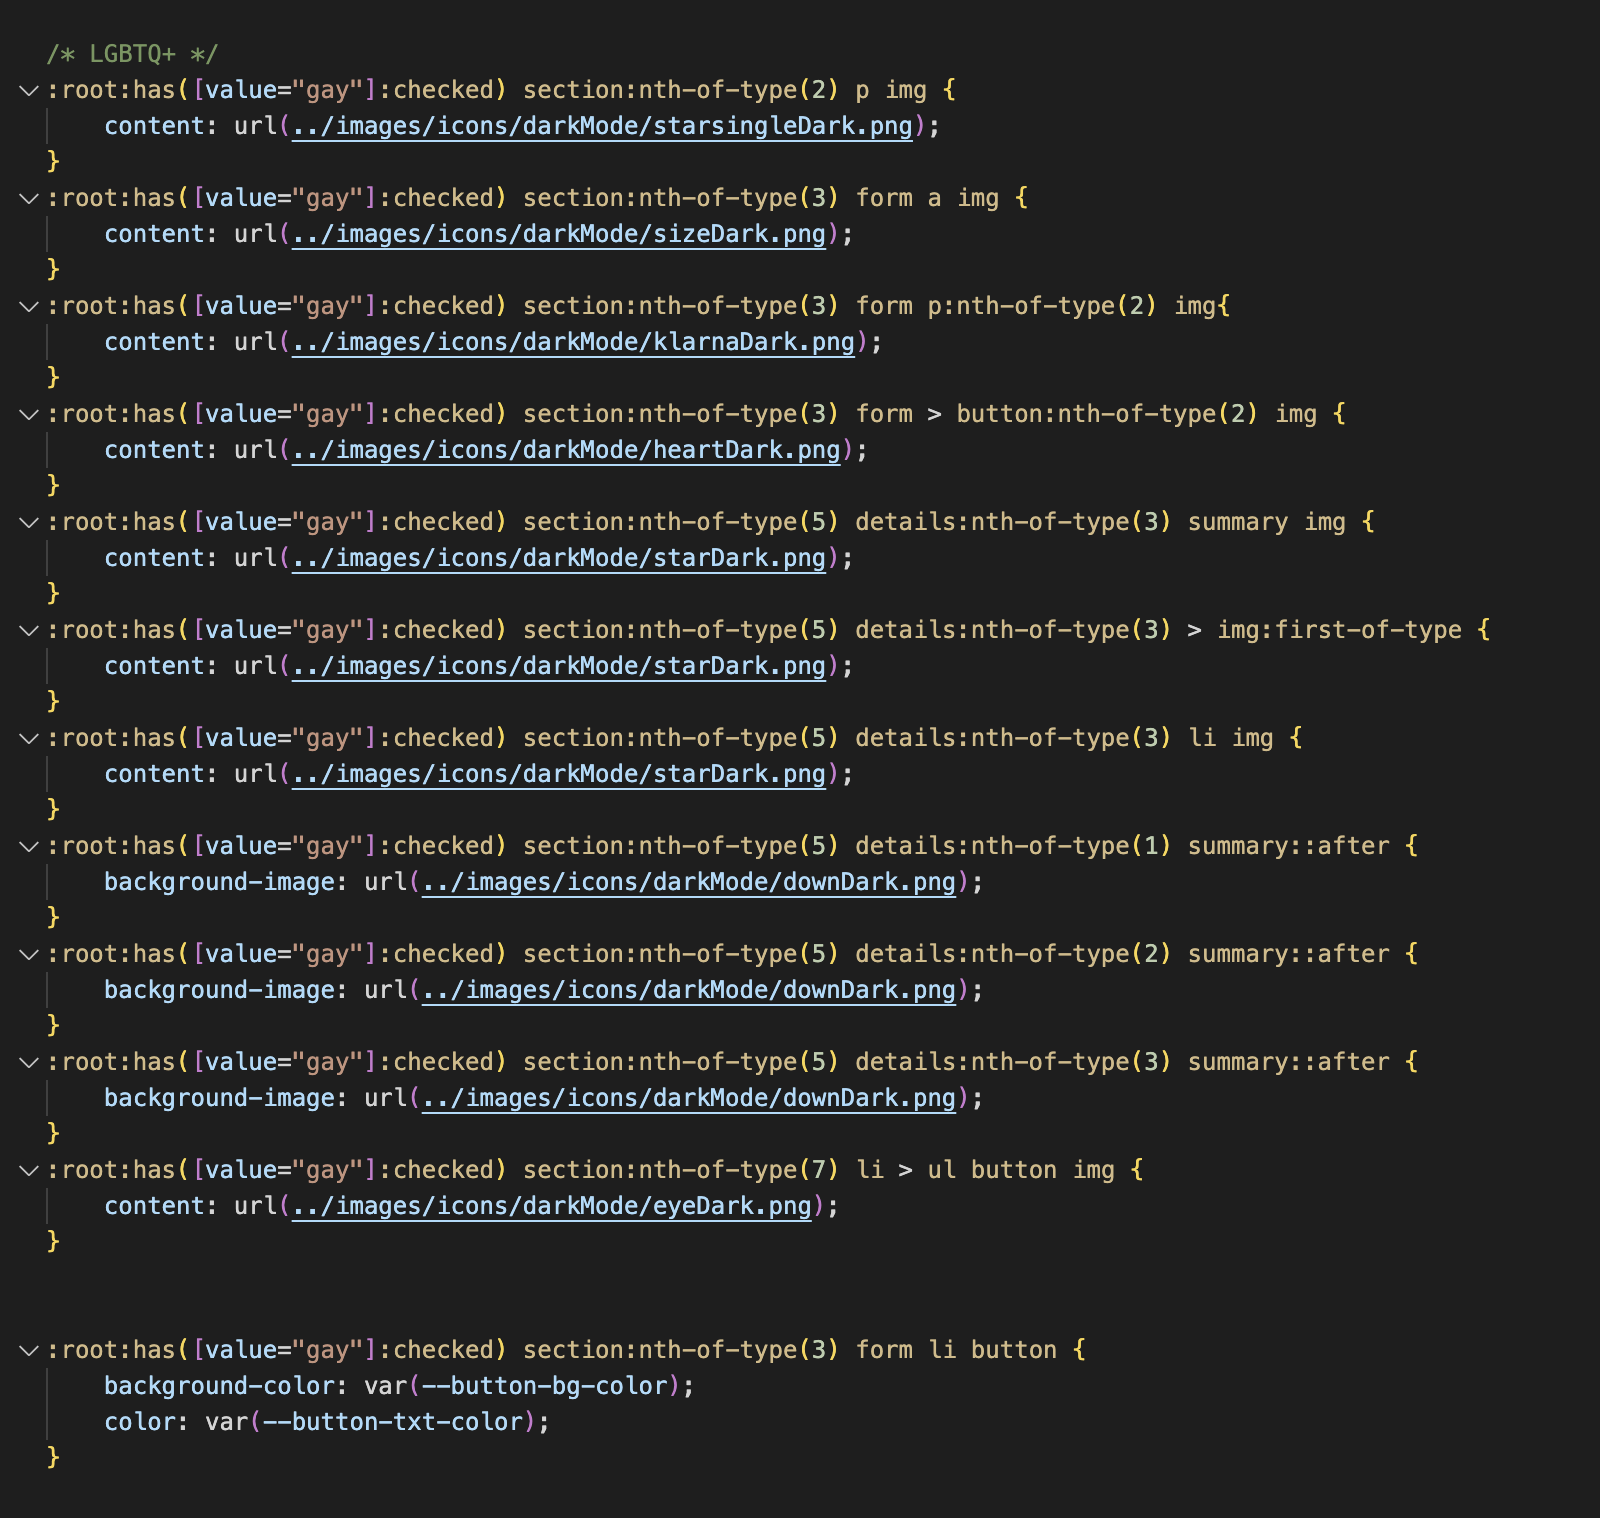 /* LGBTQ+ */
:root:has([value="gay"]:checked) section:nth-of-type(2) p img {
    content: url(../images/icons/darkMode/starsingleDark.png);
}
:root:has([value="gay"]:checked) section:nth-of-type(3) form a img {
    content: url(../images/icons/darkMode/sizeDark.png);
}
:root:has([value="gay"]:checked) section:nth-of-type(3) form p:nth-of-type(2) img{
    content: url(../images/icons/darkMode/klarnaDark.png);
}
:root:has([value="gay"]:checked) section:nth-of-type(3) form > button:nth-of-type(2) img {
    content: url(../images/icons/darkMode/heartDark.png);
}
:root:has([value="gay"]:checked) section:nth-of-type(5) details:nth-of-type(3) summary img {
    content: url(../images/icons/darkMode/starDark.png);
}
:root:has([value="gay"]:checked) section:nth-of-type(5) details:nth-of-type(3) > img:first-of-type {
    content: url(../images/icons/darkMode/starDark.png);
}
:root:has([value="gay"]:checked) section:nth-of-type(5) details:nth-of-type(3) li img {
    content: url(../images/icons/darkMode/starDark.png);
}
:root:has([value="gay"]:checked) section:nth-of-type(5) details:nth-of-type(1) summary::after {
    background-image: url(../images/icons/darkMode/downDark.png);
}
:root:has([value="gay"]:checked) section:nth-of-type(5) details:nth-of-type(2) summary::after {
    background-image: url(../images/icons/darkMode/downDark.png);
}
:root:has([value="gay"]:checked) section:nth-of-type(5) details:nth-of-type(3) summary::after {
    background-image: url(../images/icons/darkMode/downDark.png);
}
:root:has([value="gay"]:checked) section:nth-of-type(7) li > ul button img {
    content: url(../images/icons/darkMode/eyeDark.png);
}
:root:has([value="gay"]:checked) section:nth-of-type(3) form li button {
    background-color: var(--button-bg-color);
    color: var(--button-txt-color);
}